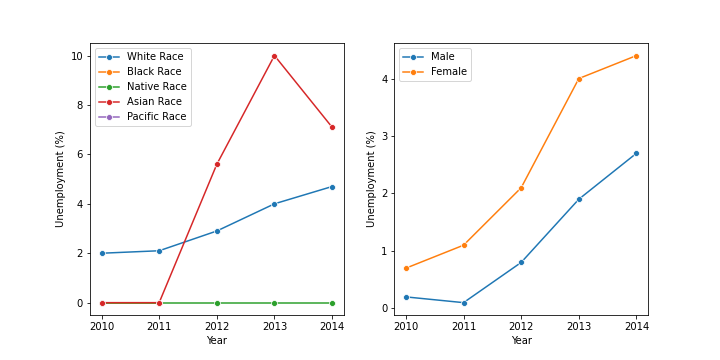 White Race
Black Race
Native Race
Asian Race
Pacific Race
10
8
6
4
2
0
Unemployment (%)
2010 2011 2012 2013 2014
Year
Male
Female
4
3
2
1
0
Unemployment (%)
2010 2011 2012 2013 2014
Year